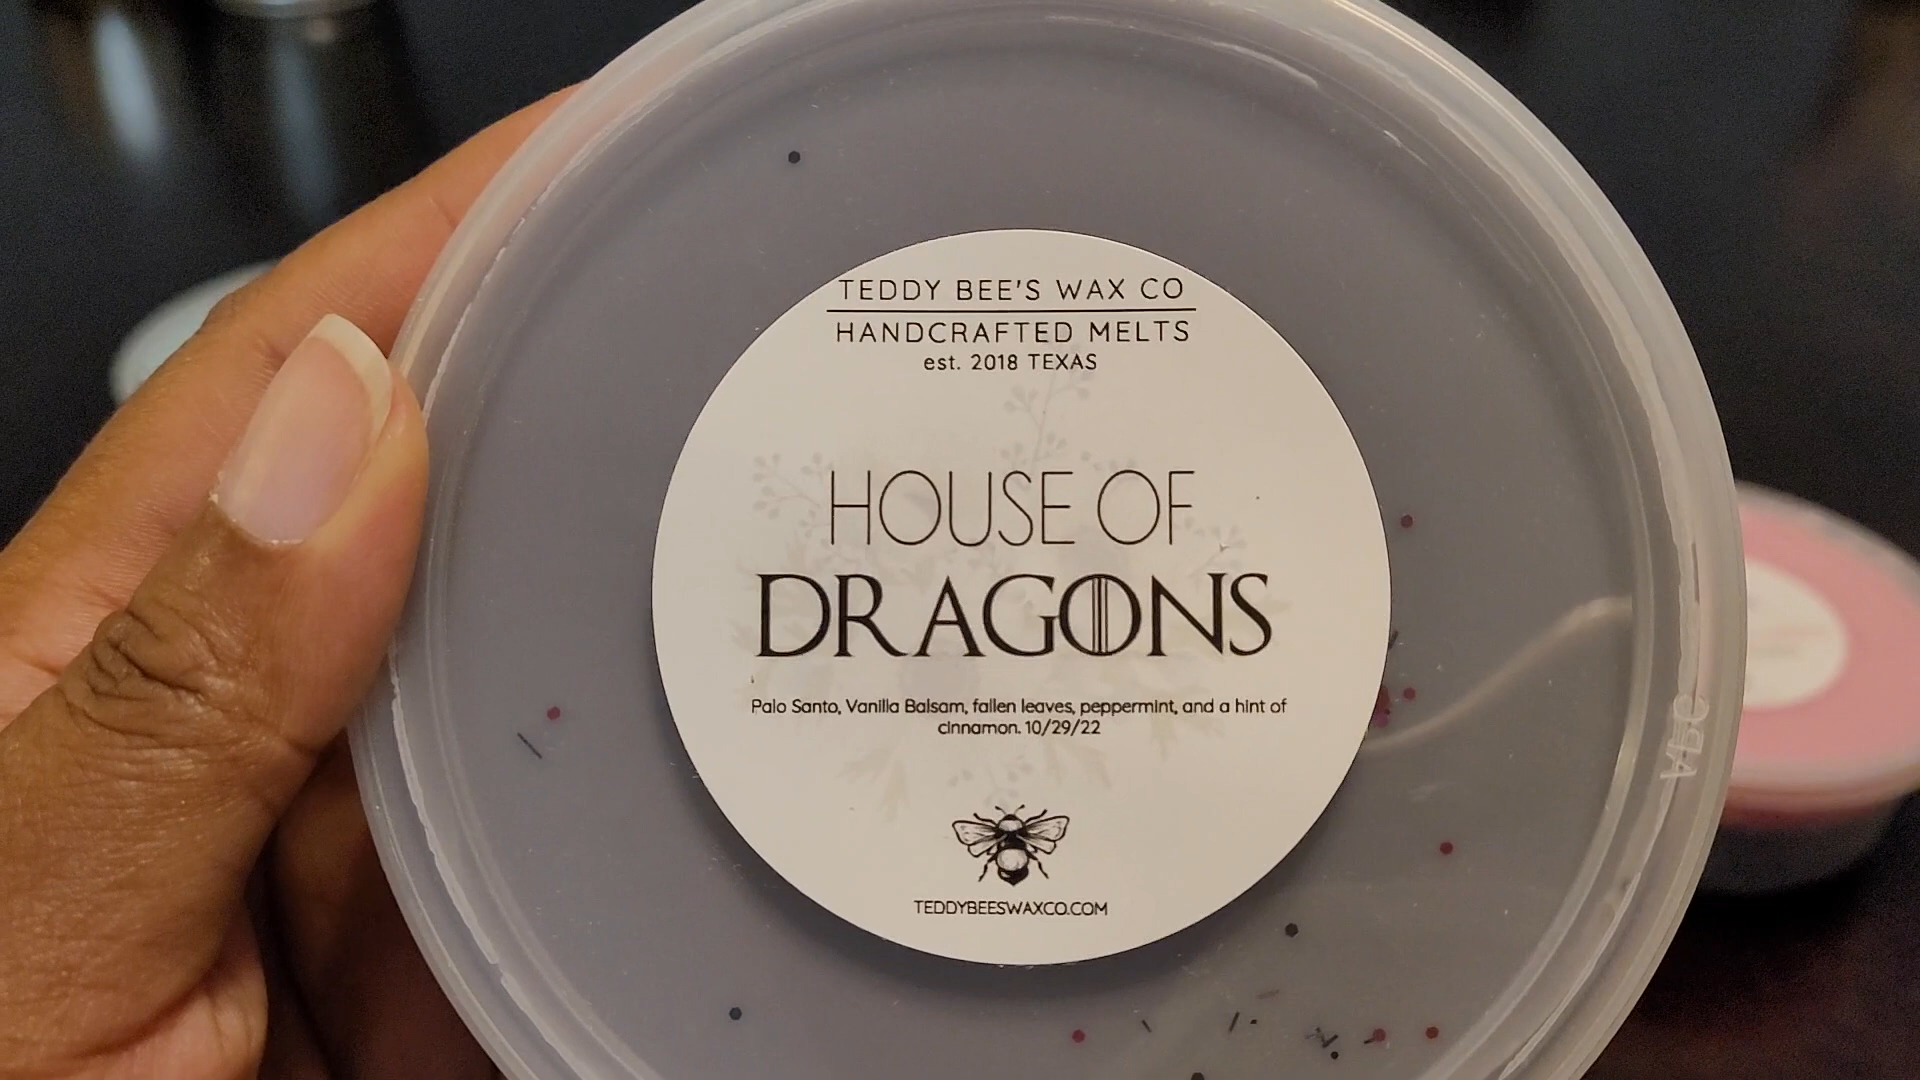 TEDDY BEE'S WAX CO
HANDCRAFTED MELTS
est. 2018 TEXAS
HOUSE OF
DRAGONS
Palo Santo, Vanilla Balsam, fallen leaves, peppermint, and a hint of
cinnamon. 10/29/22
TEDDYBEESWAXCO.COM